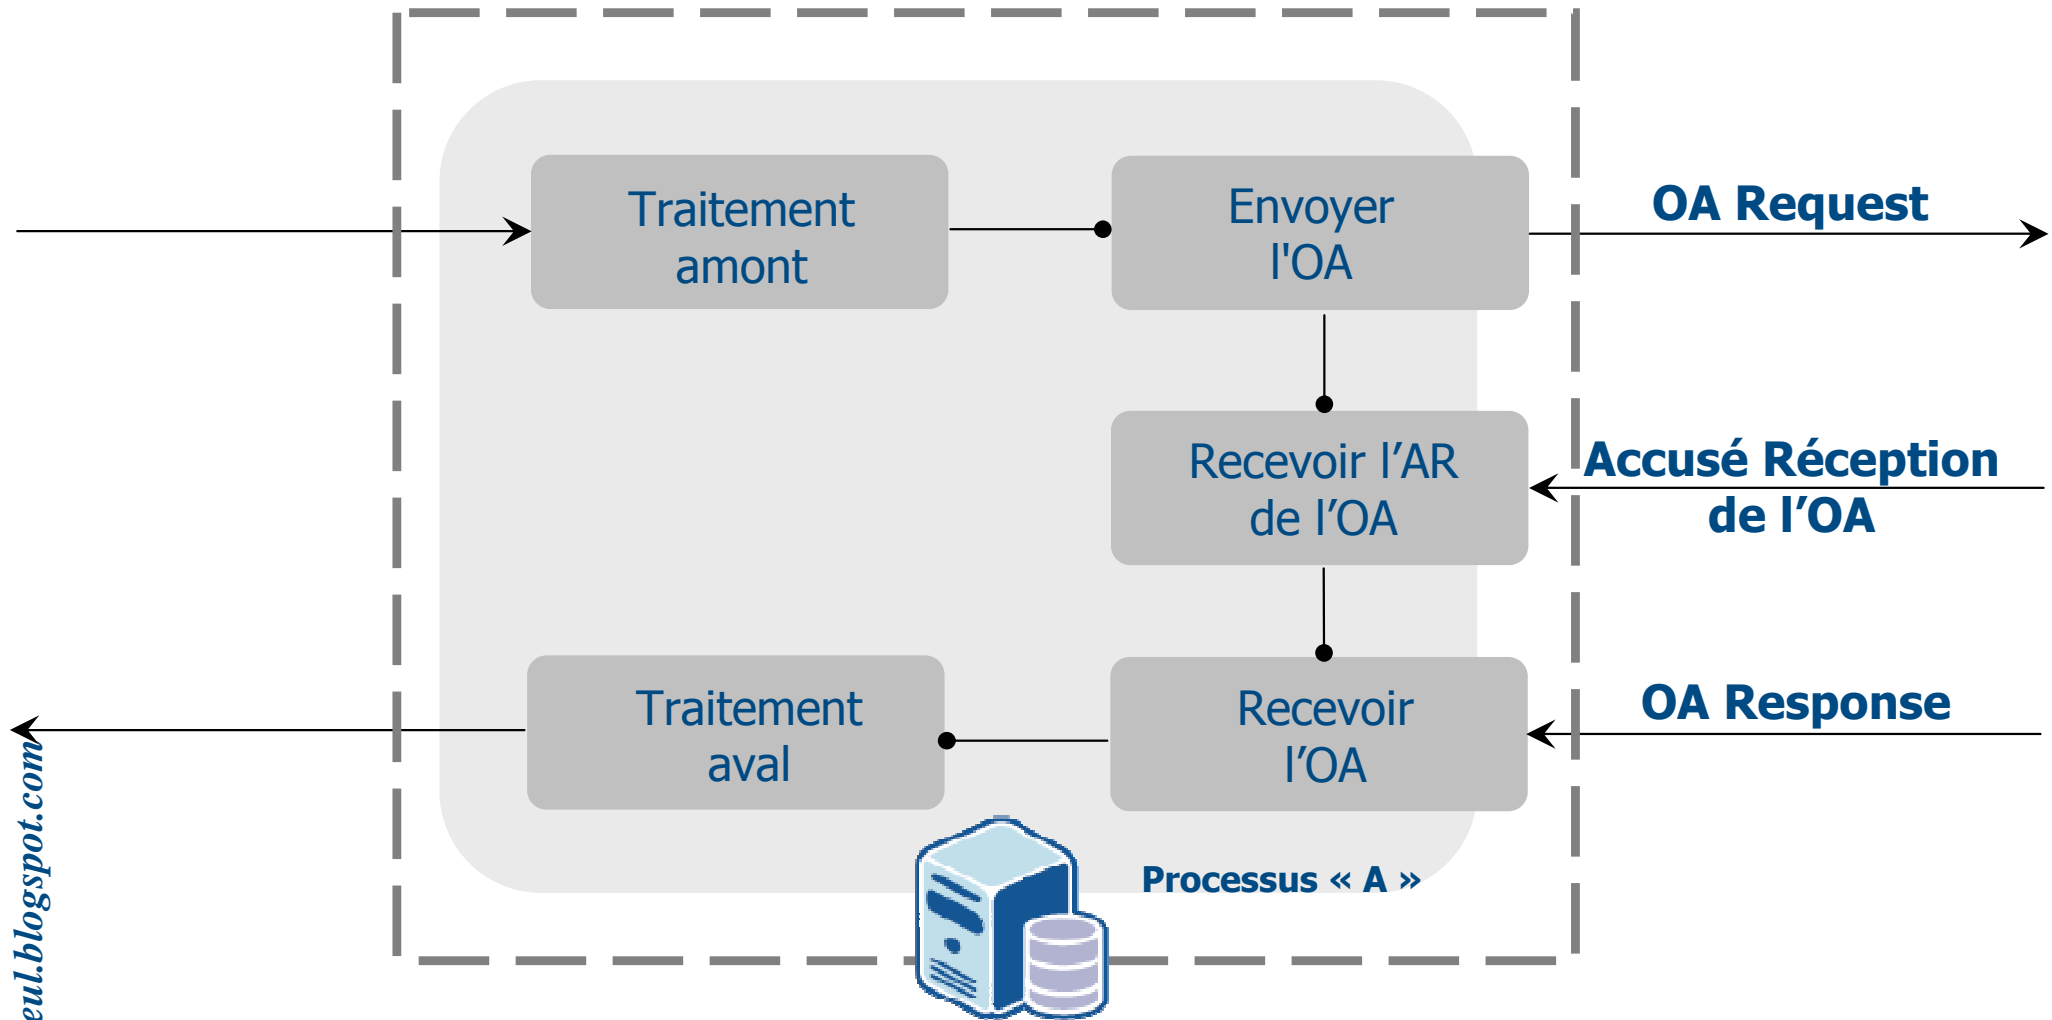 Traitement
amont
Envoyer
l'OA
OA Request
Recevoir l’AR
de l’OA
Accusé Réception
de l’OA
Traitement
aval
Recevoir
l’OA
OA Response
Processus « A »
eul.blogspot.com